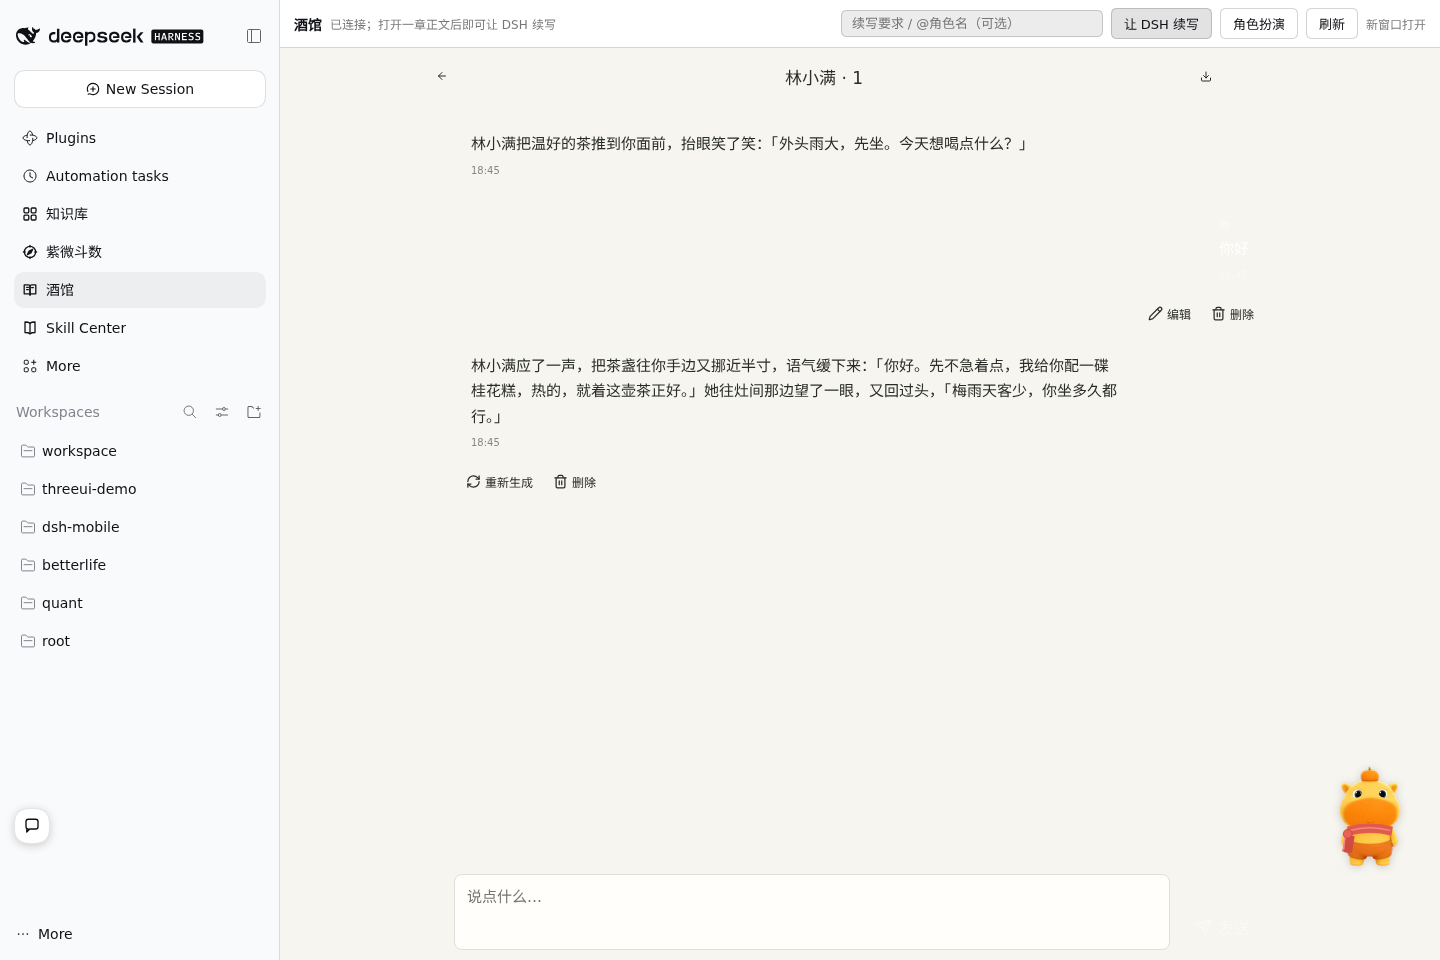 deepseek HARNESS
New Session
Plugins
Automation tasks
知识库
紫微斗数
酒馆
Skill Center
More
Workspaces
workspace
threeui-demo
dsh-mobile
betterlife
quant
root
More
酒馆 已连接；打开一章正文后即可让 DSH 续写
续写要求 / @角色名（可选）
让 DSH 续写
角色扮演
刷新
新窗口打开
林小满 · 1
林小满把温好的茶推到你面前，抬眼笑了笑：「外头雨大，先坐。今天想喝点什么？」
18:45
你好
编辑
删除
林小满应了一声，把茶盏往你手边又挪近半寸，语气缓下来：「你好。先不急着点，我给你配一碟
桂花糕，热的，就着这壶茶正好。」她往灶间那边望了一眼，又回过头，「梅雨天客少，你坐多久都
行。」
18:45
重新生成
删除
说点什么...
发送